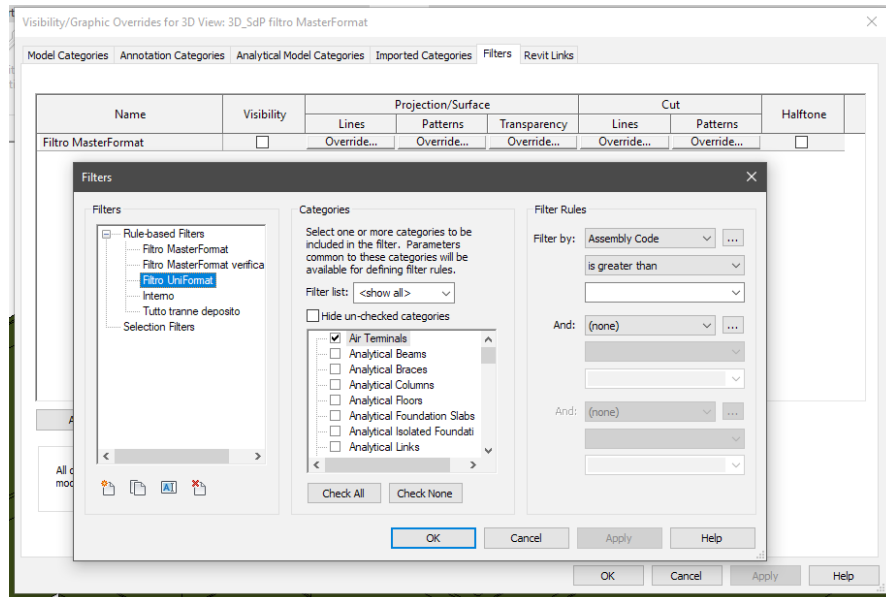 Visibility/Graphic Overrides for 3D View: 3D_SdP filtro MasterFormat
Model Categories Annotation Categories Analytical Model Categories Imported Categories Filters Revit Links
Name Visibility Projection/Surface Cut Halftone
Lines Patterns Transparency Lines Patterns
Filtro MasterFormat Override... Override... Override... Override... Override...
Filters
Filters
Rule-based Filters
Filtro MasterFormat
Filtro MasterFormat verifica
Filtro UniFormat
Interno
Tutto tranne deposito
Selection Filters
Categories
Select one or more categories to be
included in the filter. Parameters
common to these categories will be
available for defining filter rules.
Filter list: <show all>
Hide un-checked categories
Air Terminals
Analytical Beams
Analytical Braces
Analytical Columns
Analytical Floors
Analytical Foundation Slabs
Analytical Isolated Foundati
Analytical Links
Check All Check None
Filter Rules
Filter by: Assembly Code ...
is greater than
And: (none) ...
And: (none) ...
OK Cancel Apply Help
All
mod
OK Cancel Apply Help